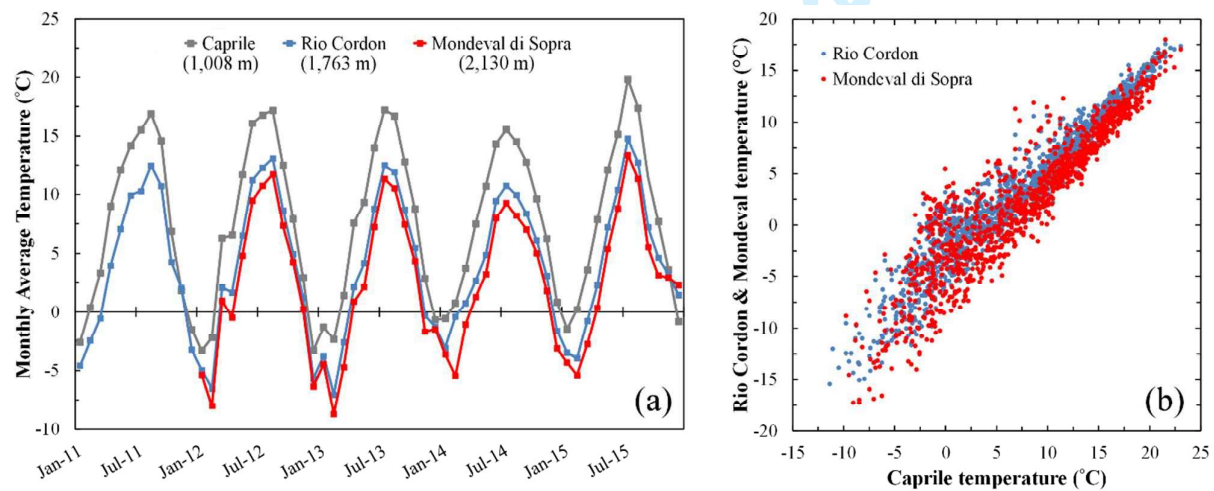 25
20
15
10
5
0
-5
-10
Monthly Average Temperature (˚C)
Caprile
(1,008 m)
Rio Cordon
(1,763 m)
Mondeval di Sopra
(2,130 m)
(a)
Jan-11
Jul-11
Jan-12
Jul-12
Jan-13
Jul-13
Jan-14
Jul-14
Jan-15
Jul-15
20
15
10
5
0
-5
-10
-15
-20
Rio Cordon & Mondeval temperature (°C)
Rio Cordon
Mondeval di Sopra
(b)
-15
-10
-5
0
5
10
15
20
25
Caprile temperature (˚C)